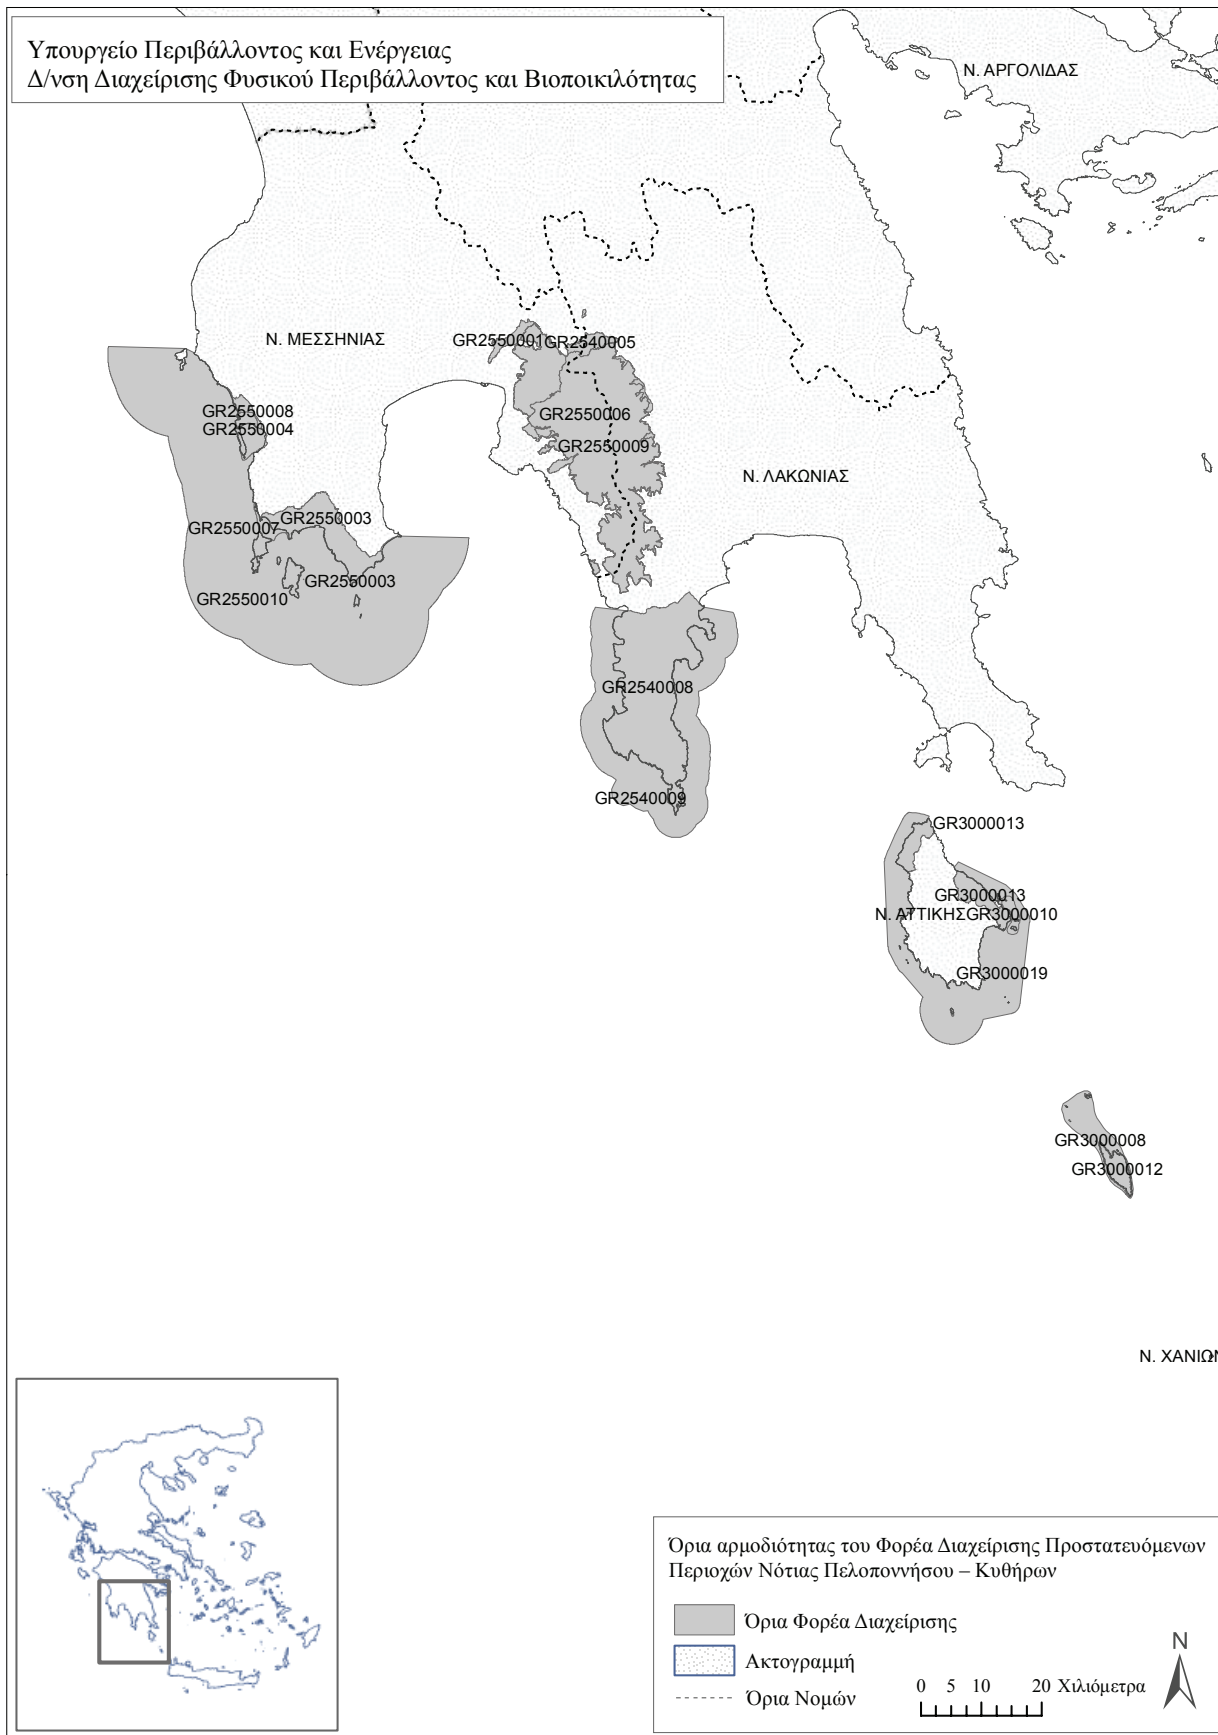 Υπουργείο Περιβάλλοντος και Ενέργειας
Δ/νση Διαχείρισης Φυσικού Περιβάλλοντος και Βιοποικιλότητας
Ν. ΑΡΓΟΛΙΔΑΣ
Ν. ΜΕΣΣΗΝΙΑΣ
GR2550001
GR2540005
GR2550008
GR2550004
GR2550006
GR2550009
Ν. ΛΑΚΩΝΙΑΣ
GR2550003
GR2550007
GR2550003
GR2550010
GR2540008
GR2540009
GR3000013
GR3000013
Ν. ΑΤΤΙΚΗΣ
GR3000010
GR3000019
GR3000008
GR3000012
Ν. ΧΑΝΙΩΝ
Όρια αρμοδιότητας του Φορέα Διαχείρισης Προστατευόμενων
Περιοχών Νότιας Πελοποννήσου – Κυθήρων
Όρια Φορέα Διαχείρισης
Ακτογραμμή
Όρια Νομών
0 5 10 20 Χιλιόμετρα
N